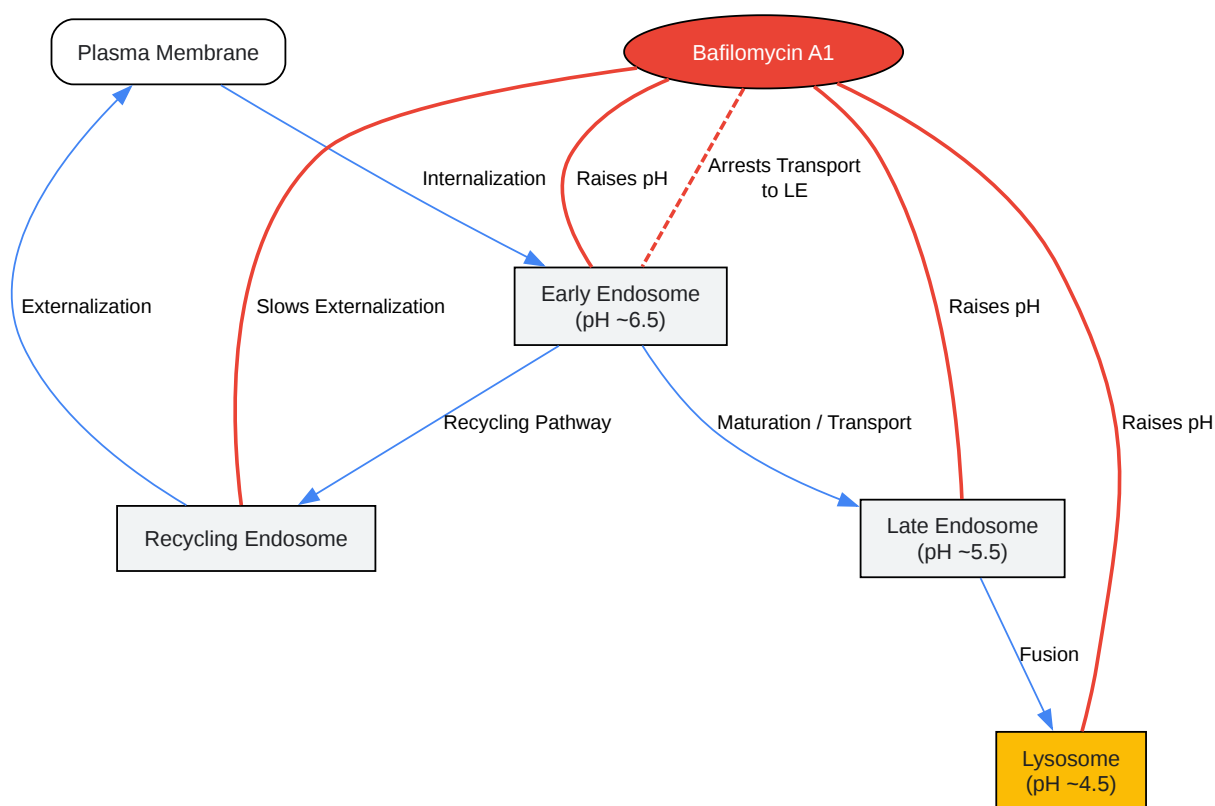 Plasma Membrane
Bafilomycin A1
Internalization
Raises pH
Arrests Transport
to LE
Externalization
Slows Externalization
Early Endosome
(pH ~6.5)
Raises pH
Recycling Pathway
Maturation / Transport
Raises pH
Recycling Endosome
Late Endosome
(pH ~5.5)
Fusion
Lysosome
(pH ~4.5)